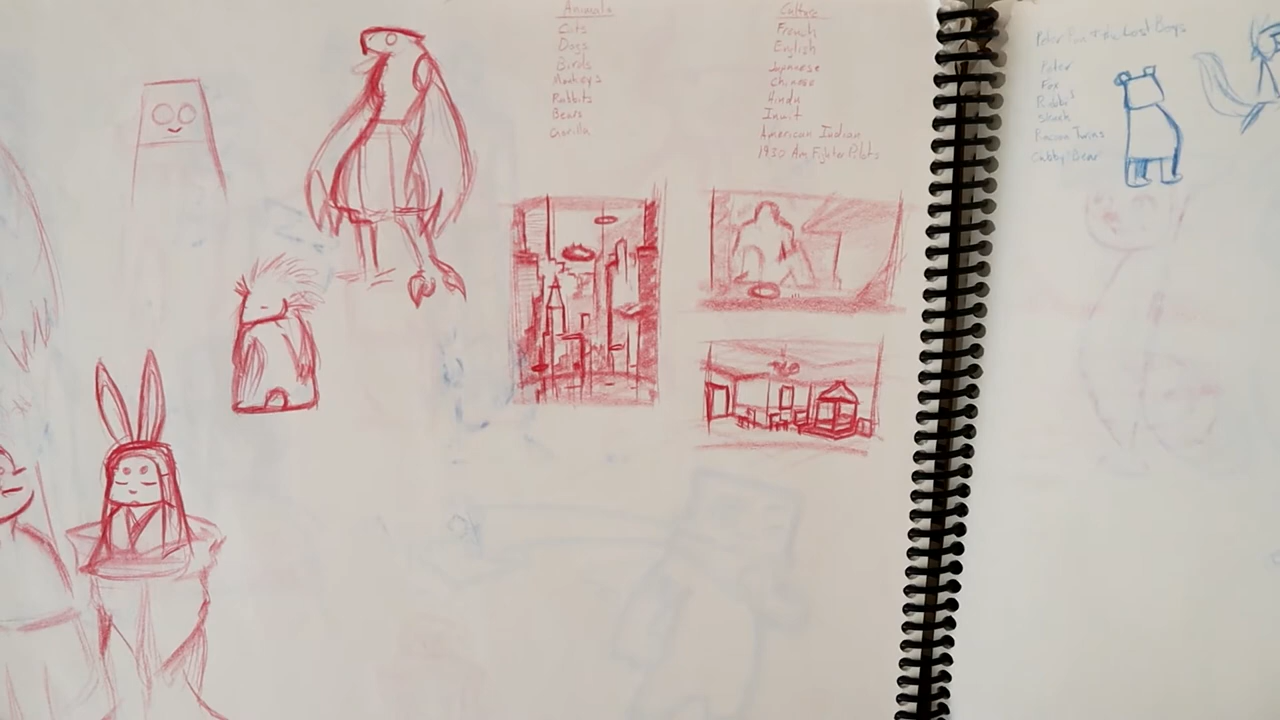 Animals
Cats
Dogs
Birds
Monkeys
Rabbits
Bears
Gorilla
Culture
French
English
Japanese
Chinese
Hindu
Inuit
American Indian
1930 Am Fighter Pilots
Peter Pan + the Lost Boys
Peter
Fox
Rabbit
Skunk
Racoon Twins
Cubby Bear